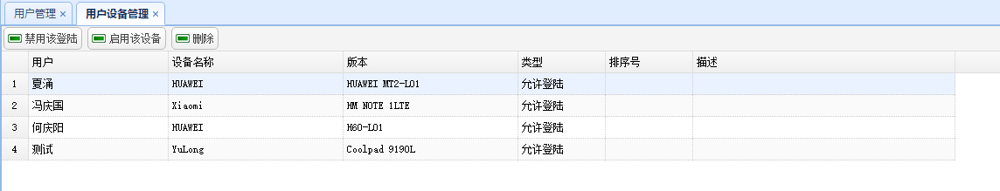 用户管理 × 用户设备管理 ×
禁用该登陆 启用该设备 删除
用户 设备名称 版本 类型 排序号 描述
1 夏涌 HUAWEI HUAWEI MT2-L01 允许登陆
2 冯庆国 Xiaomi HM NOTE 1LTE 允许登陆
3 何庆阳 HUAWEI H60-L01 允许登陆
4 测试 YuLong Coolpad 9190L 允许登陆